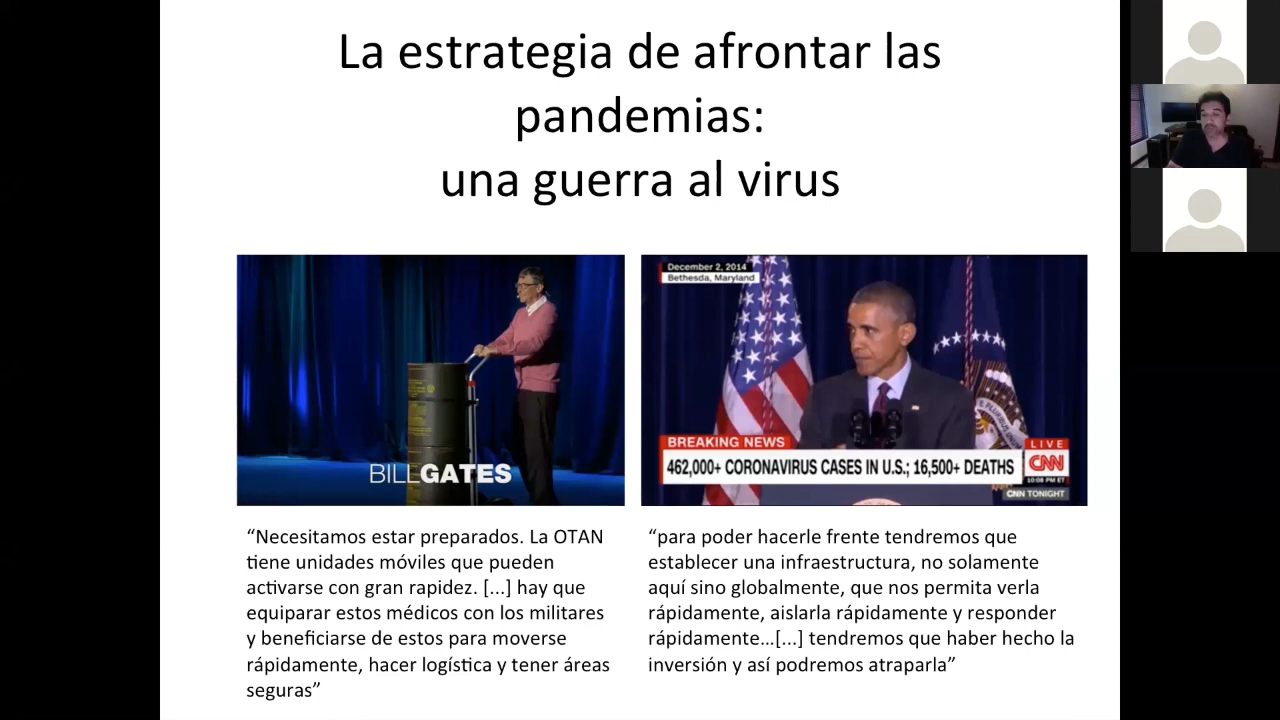 La estrategia de afrontar las
pandemias:
una guerra al virus
BILLGATES
December 2, 2014
Bethesda, Maryland
BREAKING NEWS
462,000+ CORONAVIRUS CASES IN U.S.; 16,500+ DEATHS
LIVE
CNN
10:08 PM ET
CNN TONIGHT
“Necesitamos estar preparados. La OTAN
tiene unidades móviles que pueden
activarse con gran rapidez. [...] hay que
equiparar estos médicos con los militares
y beneficiarse de estos para moverse
rápidamente, hacer logística y tener áreas
seguras”
“para poder hacerle frente tendremos que
establecer una infraestructura, no solamente
aquí sino globalmente, que nos permita verla
rápidamente, aislarla rápidamente y responder
rápidamente…[...] tendremos que haber hecho la
inversión y así podremos atraparla”